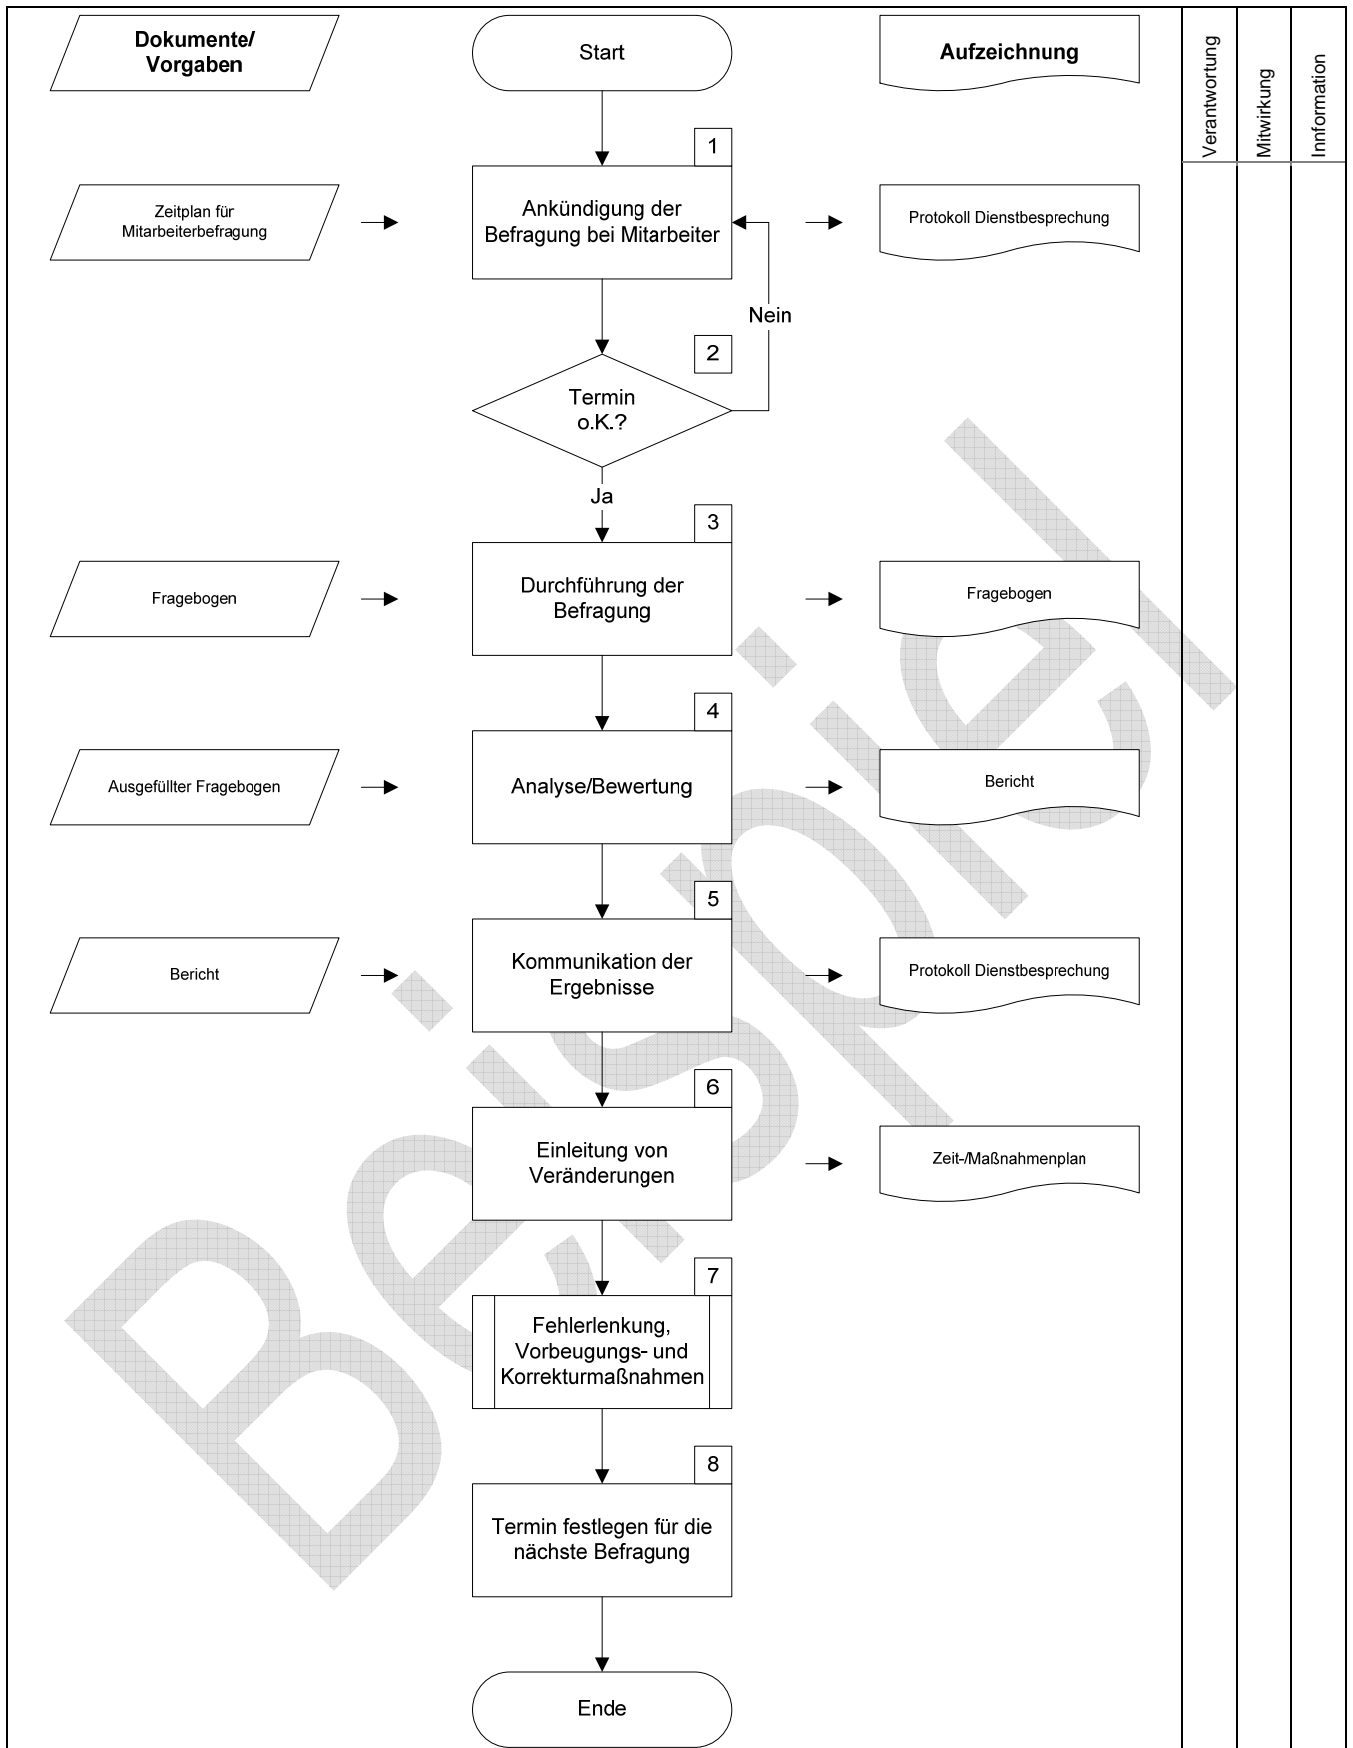 Dokumente/
Vorgaben
Start
Aufzeichnung
Verantwortung
Mitwirkung
Innformation
1
Zeitplan für
Mitarbeiterbefragung
Ankündigung der
Befragung bei Mitarbeiter
Protokoll Dienstbesprechung
Nein
2
Termin
o.K.?
Ja
3
Fragebogen
Durchführung der
Befragung
Fragebogen
4
Ausgefüllter Fragebogen
Analyse/Bewertung
Bericht
5
Bericht
Kommunikation der
Ergebnisse
Protokoll Dienstbesprechung
6
Einleitung von
Veränderungen
Zeit-/Maßnahmenplan
7
Fehlerlenkung,
Vorbeugungs- und
Korrekturmaßnahmen
8
Termin festlegen für die
nächste Befragung
Ende
Beispiel